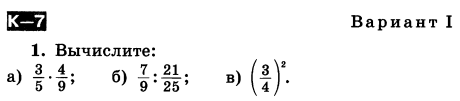 К—7 Вариант I
1. Вычислите:
а) 3/5 · 4/9; б) 7/9 : 21/25; в) (3/4)².